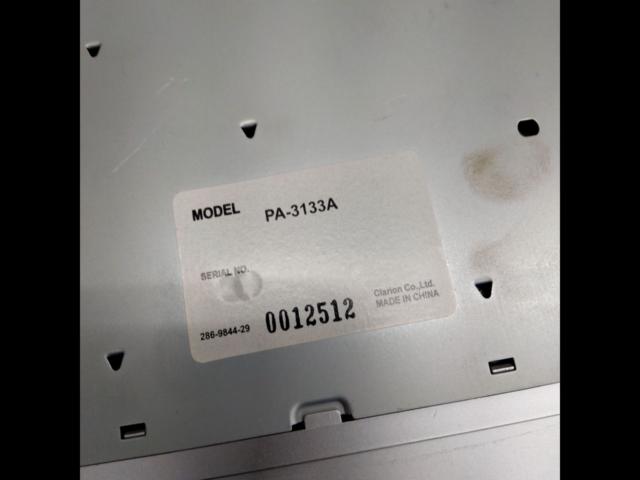 MODEL PA-3133A
SERIAL NO.
286-9844-29 0012512
Clarion Co.,Ltd.
MADE IN CHINA